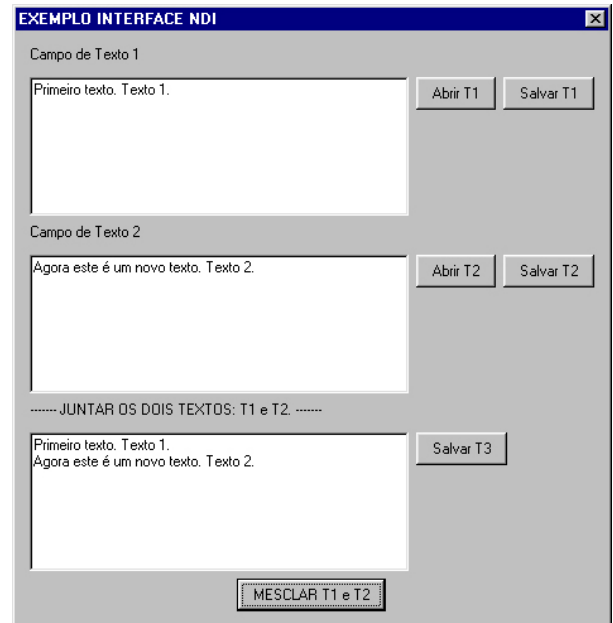 EXEMPLO INTERFACE NDI
Campo de Texto 1
Primeiro texto. Texto 1.
Abrir T1
Salvar T1
Campo de Texto 2
Agora este é um novo texto. Texto 2.
Abrir T2
Salvar T2
------- JUNTAR OS DOIS TEXTOS: T1 e T2. -------
Primeiro texto. Texto 1.
Agora este é um novo texto. Texto 2.
Salvar T3
MESCLAR T1 e T2